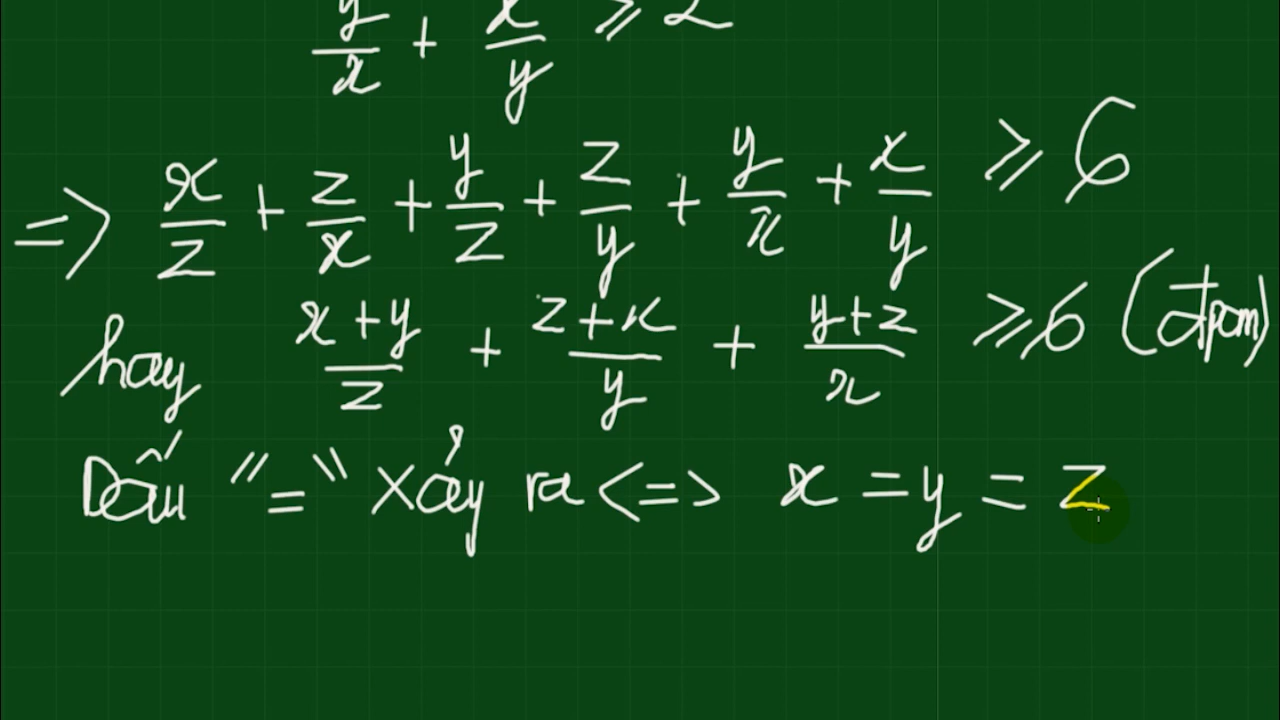 y/x + x/y ⩾ 2
=> x/z + z/x + y/z + z/y + y/x + x/y ⩾ 6
hay (x+y)/z + (z+x)/y + (y+z)/x ⩾ 6 (đpcm)
Dấu "=" xảy ra <=> x = y = z